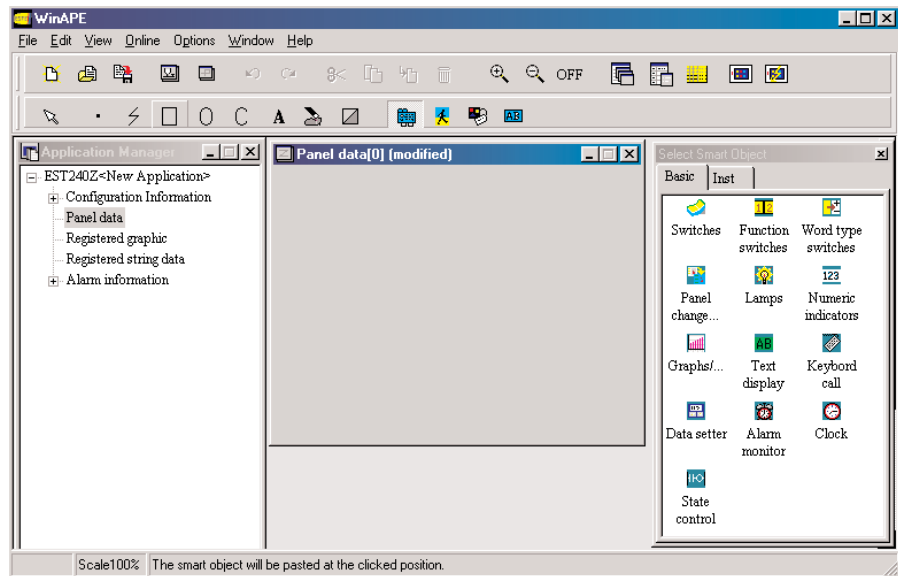 WinAPE
File Edit View Online Options Window Help
OFF
A
AB
Application Manager
EST240Z<New Application>
Configuration Information
Panel data
Registered graphic
Registered string data
Alarm information
Panel data[0] (modified)
Select Smart Object
Basic Inst
Switches
Function
switches
Word type
switches
Panel
change...
Lamps
123
Numeric
indicators
Graphs/...
AB
Text
display
Keybord
call
Data setter
Alarm
monitor
Clock
State
control
Scale100% The smart object will be pasted at the clicked position.